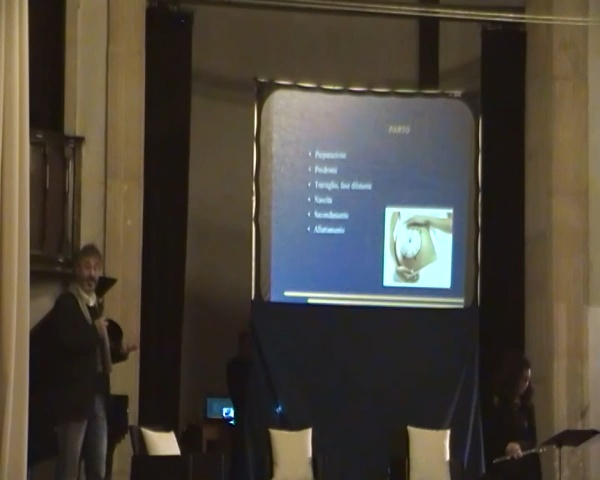 PARTO
• Preparazione
• Prodromi
• Travaglio, fase dilatante
• Nascita
• Secondamento
• Allattamento